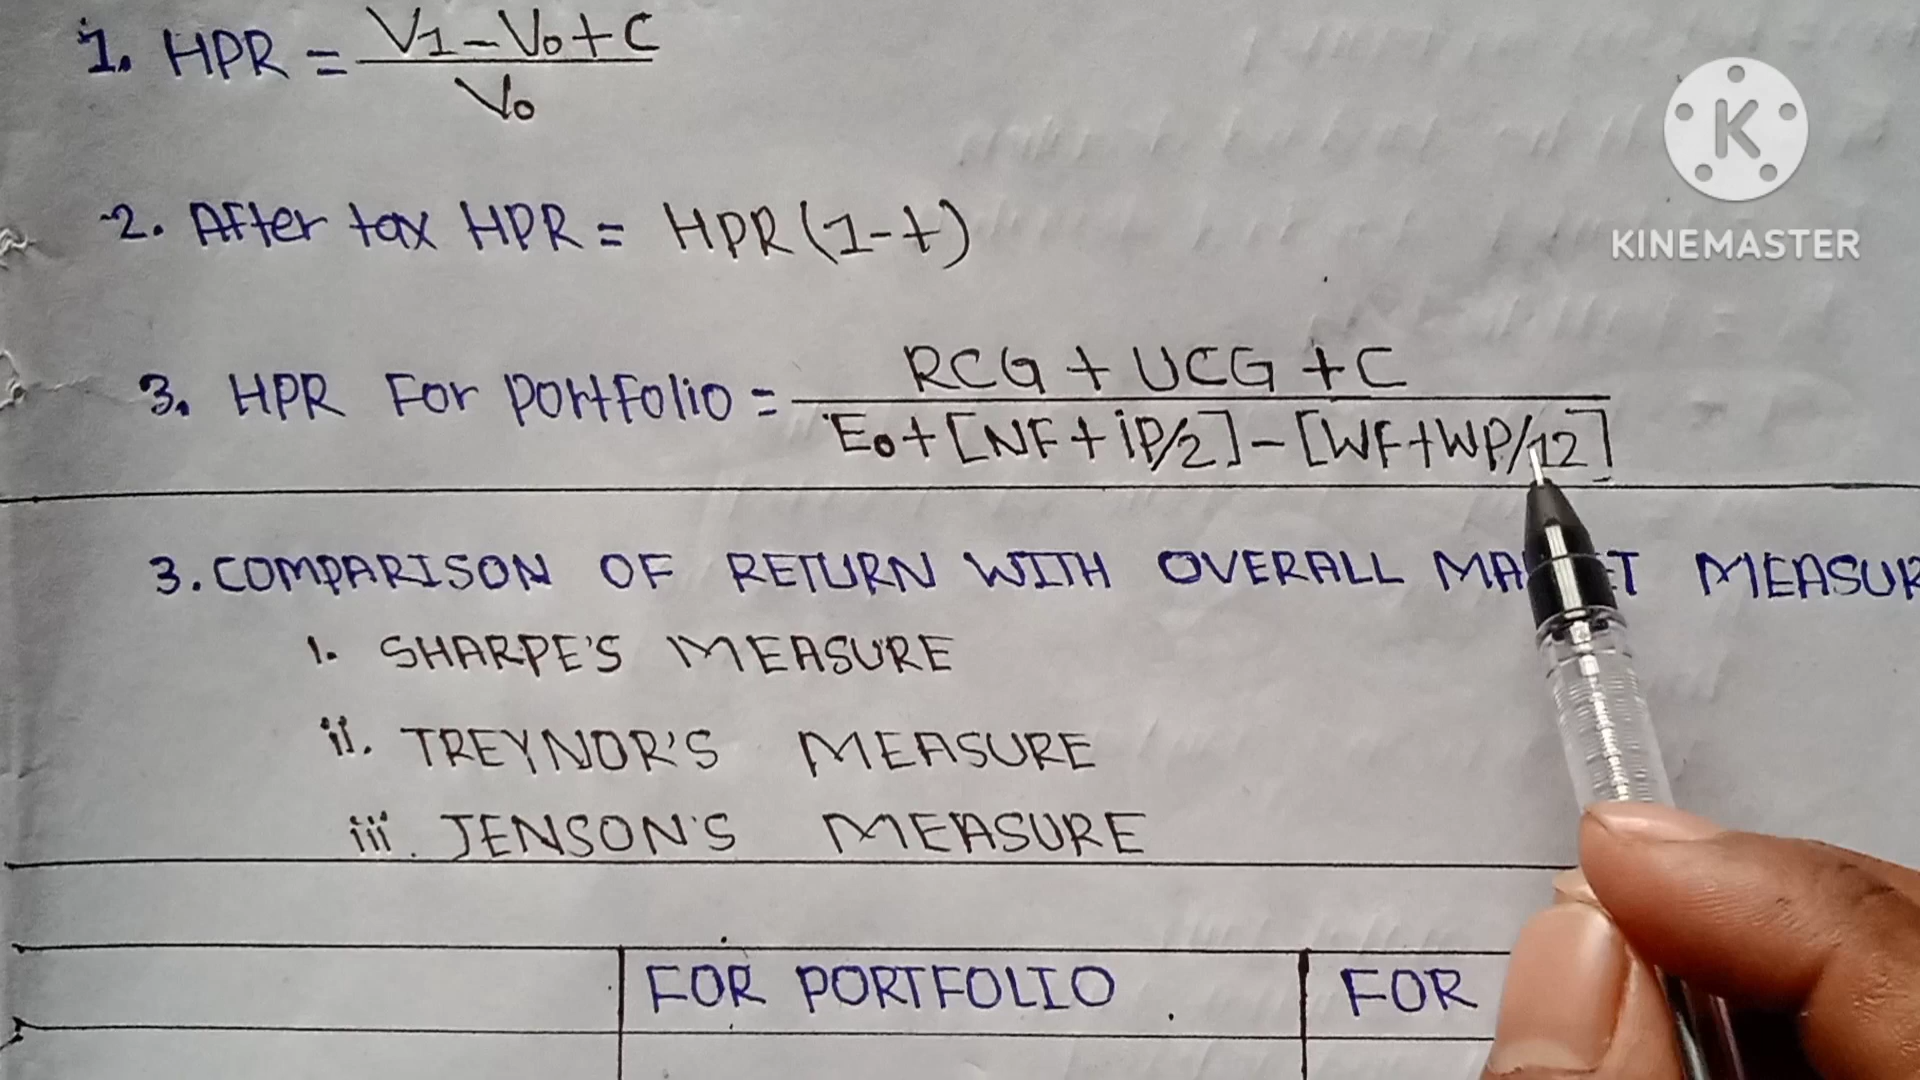 1. HPR = V1 - V0 + C
V0
K
KINEMASTER
2. After tax HPR = HPR (1-t)
3. HPR For Portfolio = RCG + UCG + C
E0 + [NF + iP/2] - [WF + WP/12]
3. COMPARISON OF RETURN WITH OVERALL MEASUR
i. SHARPE'S MEASURE
ii. TREYNOR'S MEASURE
iii. JENSON'S MEASURE
FOR PORTFOLIO . FOR